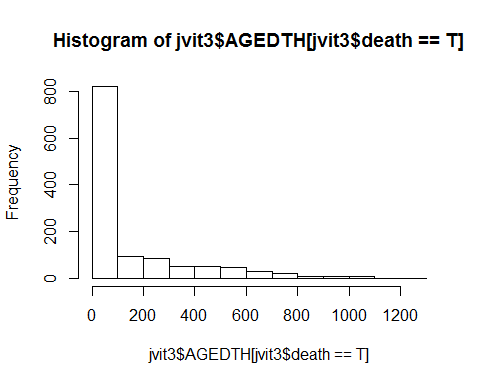 Histogram of jvit3$AGEDTH[jvit3$death == T]
Frequency
800
600
400
200
0
0 200 400 600 800 1000 1200
jvit3$AGEDTH[jvit3$death == T]